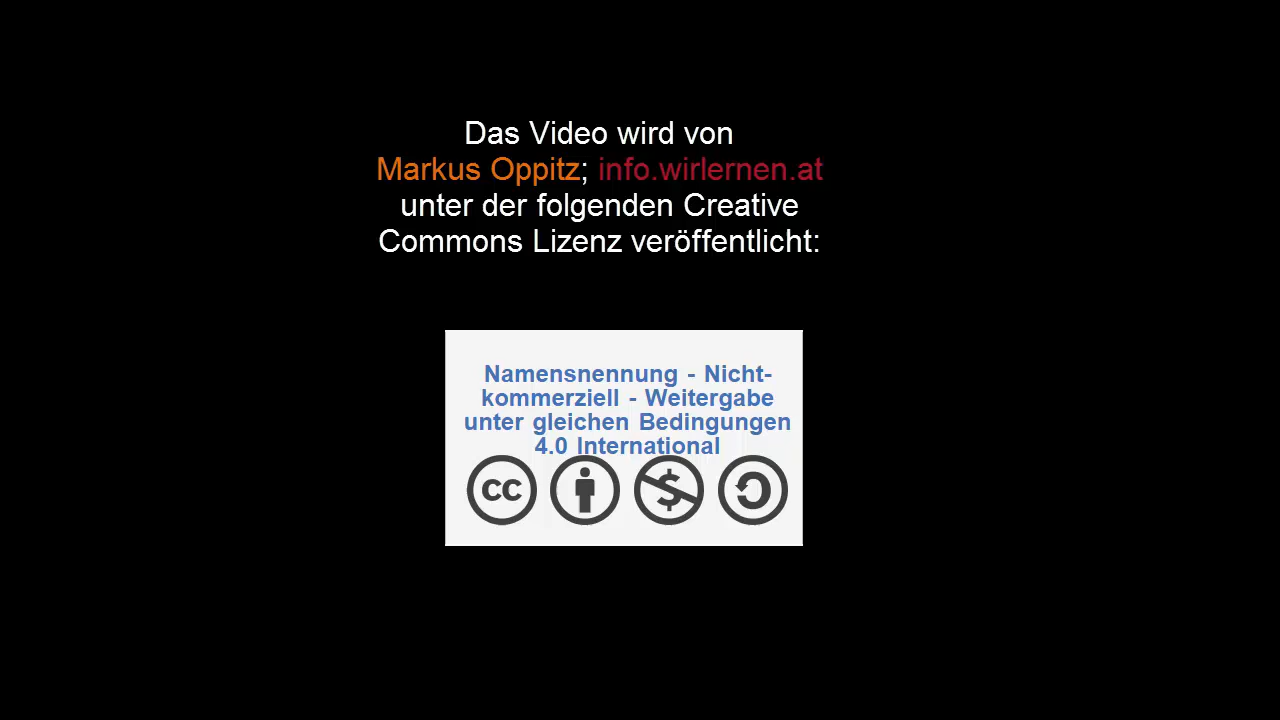 Das Video wird von
Markus Oppitz; info.wirlernen.at
unter der folgenden Creative
Commons Lizenz veröffentlicht:
Namensnennung - Nicht-
kommerziell - Weitergabe
unter gleichen Bedingungen
4.0 International
cc $